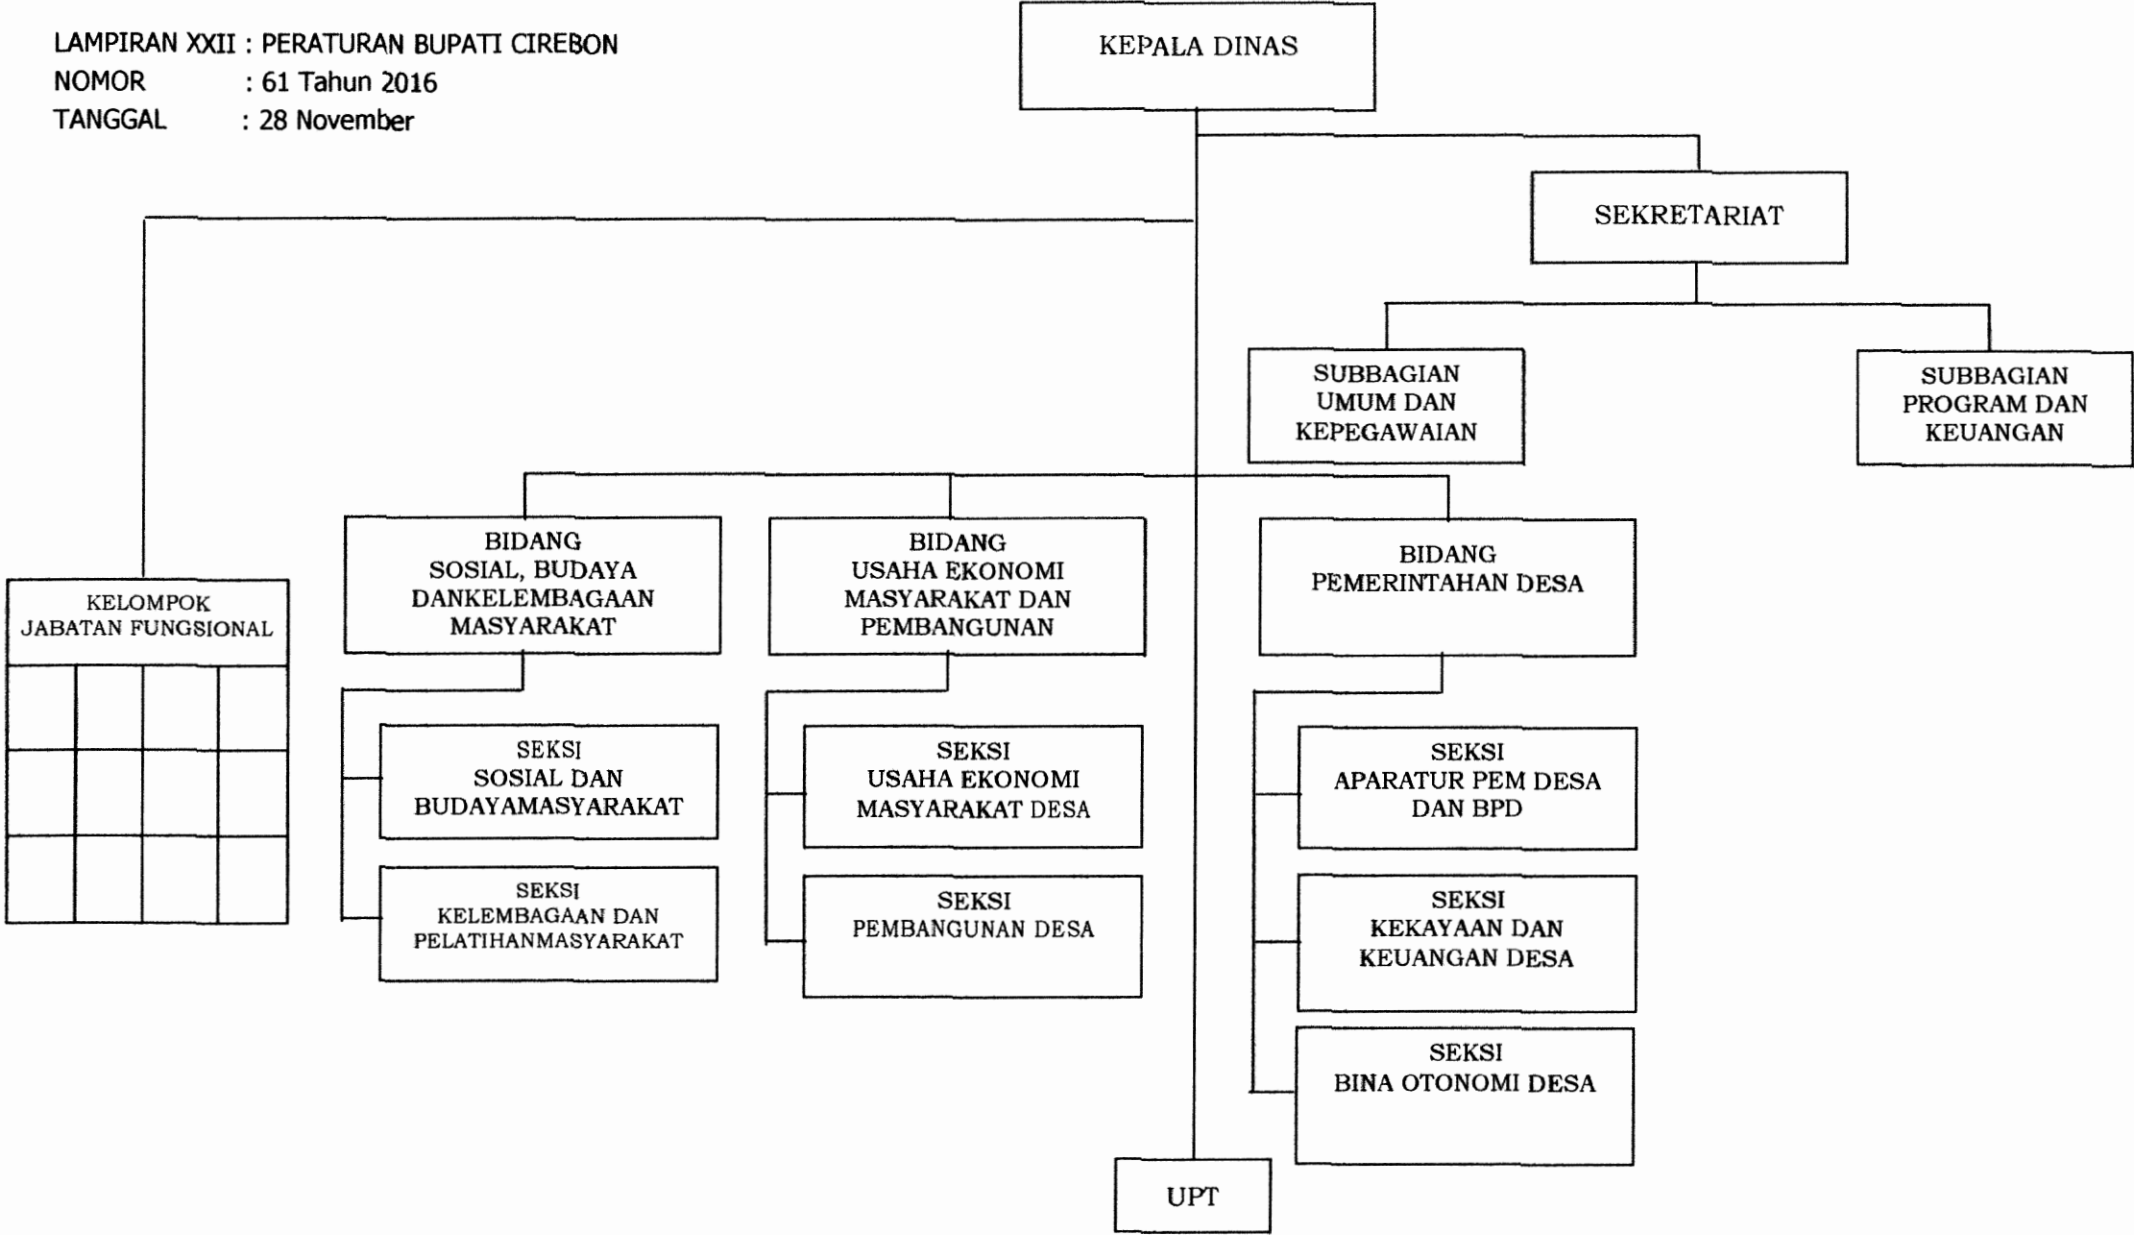 LAMPIRAN XXII : PERATURAN BUPATI CIREBON
NOMOR : 61 Tahun 2016
TANGGAL : 28 November
KEPALA DINAS
SEKRETARIAT
SUBBAGIAN
UMUM DAN
KEPEGAWAIAN
SUBBAGIAN
PROGRAM DAN
KEUANGAN
KELOMPOK
JABATAN FUNGSIONAL
BIDANG
SOSIAL, BUDAYA
DANKELEMBAGAAN
MASYARAKAT
SEKSI
SOSIAL DAN
BUDAYAMASYARAKAT
SEKSI
KELEMBAGAAN DAN
PELATIHANMASYARAKAT
BIDANG
USAHA EKONOMI
MASYARAKAT DAN
PEMBANGUNAN
SEKSI
USAHA EKONOMI
MASYARAKAT DESA
SEKSI
PEMBANGUNAN DESA
BIDANG
PEMERINTAHAN DESA
SEKSI
APARATUR PEM DESA
DAN BPD
SEKSI
KEKAYAAN DAN
KEUANGAN DESA
SEKSI
BINA OTONOMI DESA
UPT